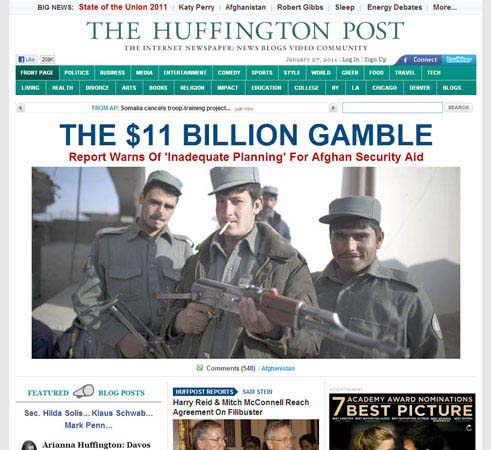 BIG NEWS: State of the Union 2011 | Katy Perry | Afghanistan | Robert Gibbs | Sleep | Energy Debates | More...
THE HUFFINGTON POST
THE INTERNET NEWSPAPER: NEWS BLOGS VIDEO COMMUNITY
Like 208K
January 27, 2011 Log In | Sign Up
Connect twitter
FRONT PAGE POLITICS BUSINESS MEDIA ENTERTAINMENT COMEDY SPORTS STYLE WORLD GREEN FOOD TRAVEL TECH
LIVING HEALTH DIVORCE ARTS BOOKS RELIGION IMPACT EDUCATION COLLEGE NY LA CHICAGO DENVER BLOGS
FROM AP: Somalia cancels troop-training project... just now
SEARCH
THE $11 BILLION GAMBLE
Report Warns Of 'Inadequate Planning' For Afghan Security Aid
Comments (548) | Afghanistan
FEATURED BLOG POSTS
Sec. Hilda Solis... Klaus Schwab...
Mark Penn...
Arianna Huffington: Davos
HUFFPOST REPORTS SAM STEIN
Harry Reid & Mitch McConnell Reach
Agreement On Filibuster
ADVERTISEMENT
7 ACADEMY AWARD NOMINATIONS
BEST PICTURE